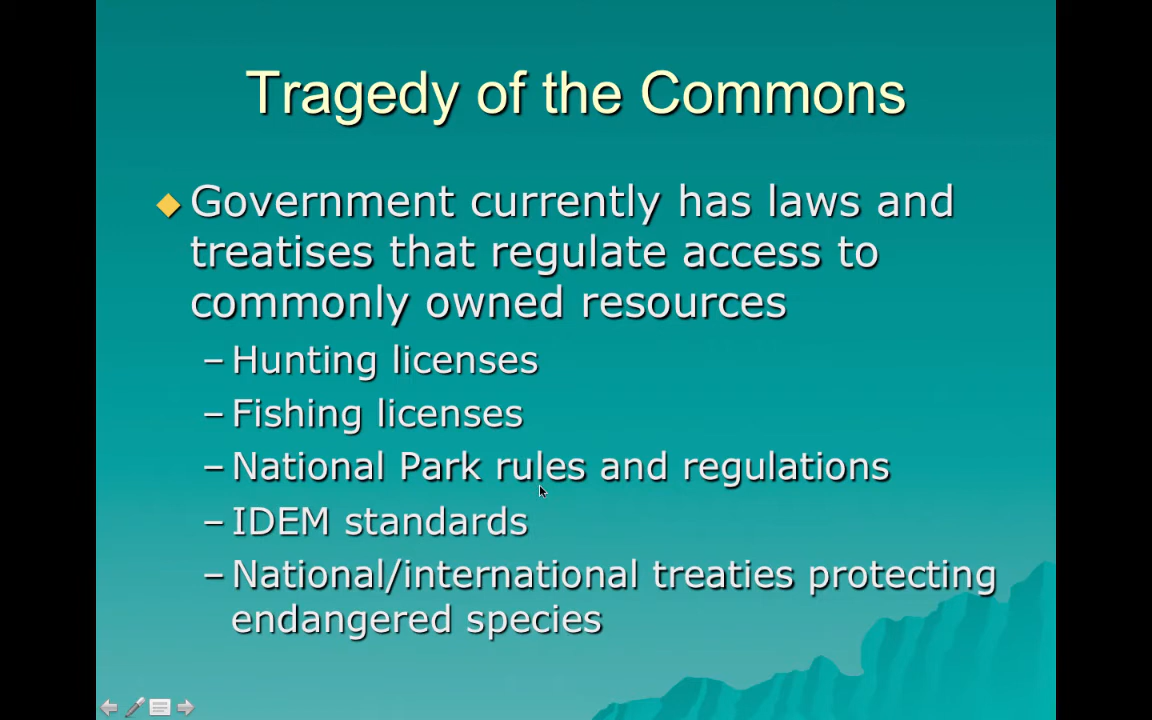 Tragedy of the Commons
Government currently has laws and
treatises that regulate access to
commonly owned resources
–Hunting licenses
–Fishing licenses
–National Park rules and regulations
–IDEM standards
–National/international treaties protecting
endangered species